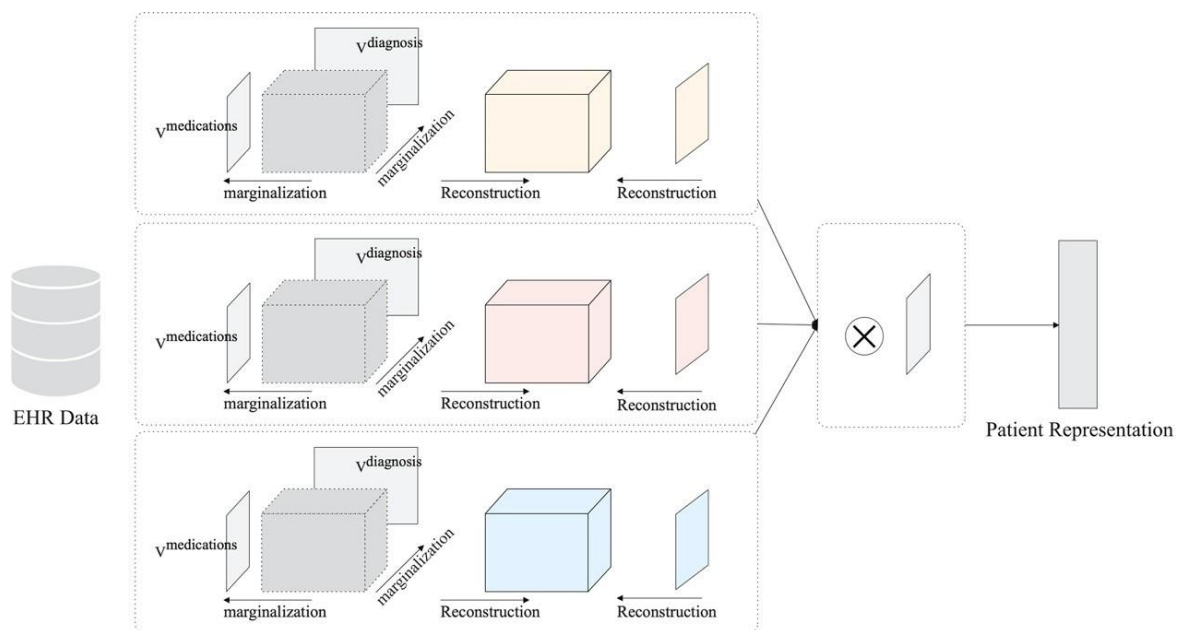 V^diagnosis
V^medications
marginalization
marginalization
Reconstruction
Reconstruction
V^diagnosis
V^medications
marginalization
marginalization
Reconstruction
Reconstruction
EHR Data
Patient Representation
V^diagnosis
V^medications
marginalization
marginalization
Reconstruction
Reconstruction